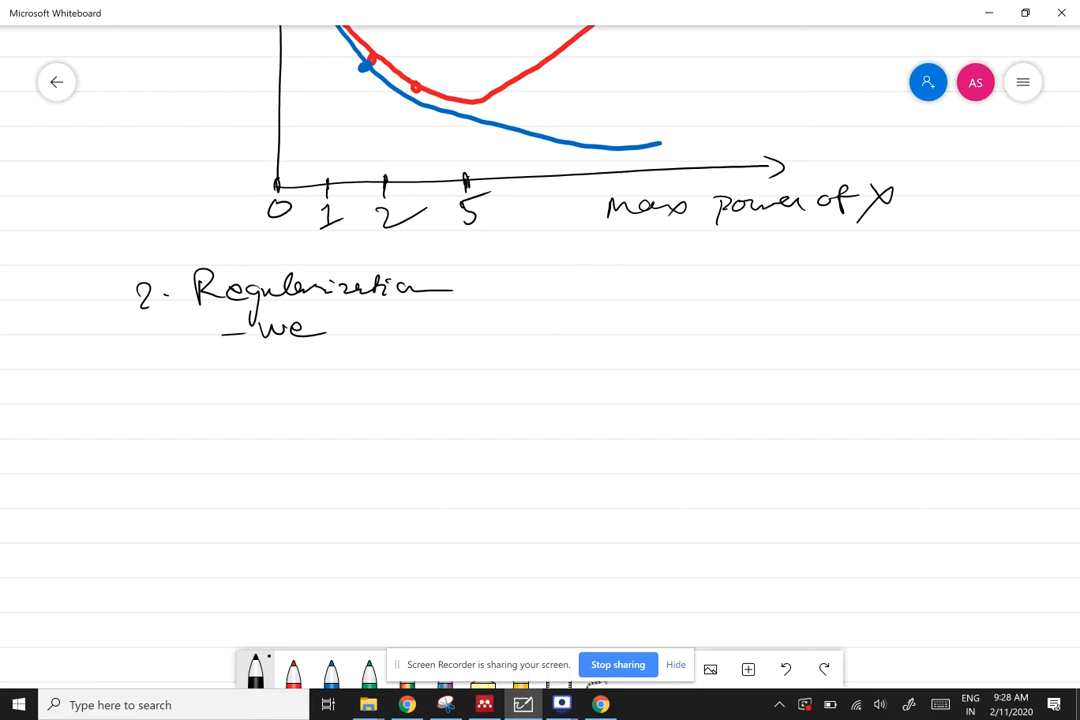 Microsoft Whiteboard
AS
0 1 2 5 Max power of X
2. Regularization
- we
Screen Recorder is sharing your screen. Stop sharing Hide
Type here to search
ENG
IN
9:28 AM
2/11/2020